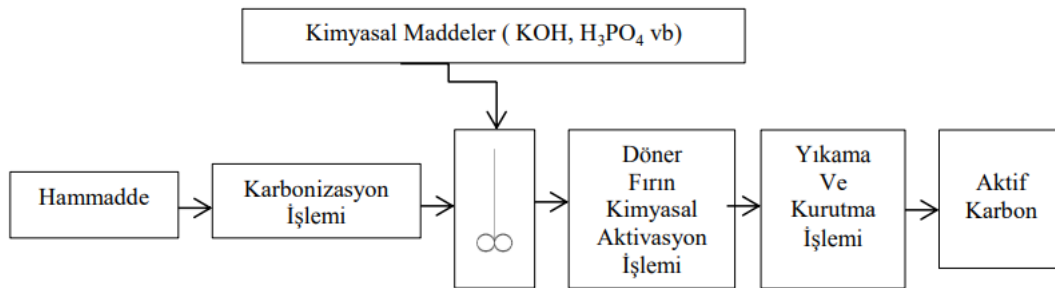 Kimyasal Maddeler ( KOH, H₃PO₄ vb)
Hammadde
Karbonizasyon
İşlemi
Döner
Fırın
Kimyasal
Aktivasyon
İşlemi
Yıkama
Ve
Kurutma
İşlemi
Aktif
Karbon